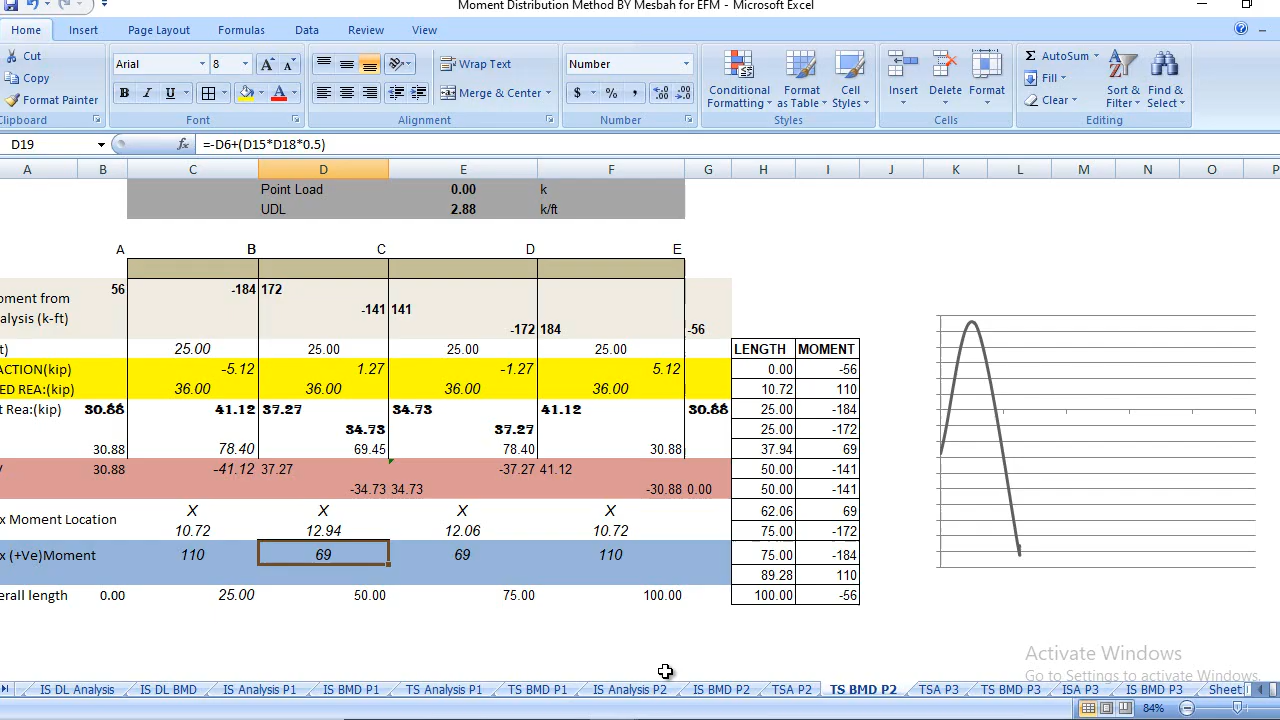 Moment Distribution Method BY Mesbah for EFM - Microsoft Excel
Home Insert Page Layout Formulas Data Review View
Cut
Copy
Format Painter
Clipboard
Arial 8
B I U
Font
Wrap Text
Merge & Center
Alignment
Number
$ % ,
Number
Conditional Formatting
Format as Table
Cell Styles
Styles
Insert Delete Format
Cells
Σ AutoSum
Fill
Clear
Sort & Filter
Find & Select
Editing
D19 fx =-D6+(D15*D18*0.5)
A B C D E F G H I J K L M N O P
Point Load 0.00 k
UDL 2.88 k/ft
A B C D E
oment from
alysis (k-ft)
56 -184 172
-141 141
-172 184 -56
t) 25.00 25.00 25.00 25.00 LENGTH MOMENT
ACTION(kip) -5.12 1.27 -1.27 5.12 0.00 -56
ED REA:(kip) 36.00 36.00 36.00 36.00 10.72 110
t Rea:(kip) 30.88 41.12 37.27 34.73 41.12 30.88 25.00 -184
34.73 37.27 25.00 -172
30.88 78.40 69.45 78.40 30.88 37.94 69
30.88 -41.12 37.27 -37.27 41.12 50.00 -141
-34.73 34.73 -30.88 0.00 50.00 -141
X X X X 62.06 69
x Moment Location
10.72 12.94 12.06 10.72 75.00 -172
x (+Ve)Moment 110 69 69 110 75.00 -184
89.28 110
erall length 0.00 25.00 50.00 75.00 100.00 100.00 -56
Activate Windows
Go to Settings to activate Windows.
IS DL Analysis IS DL BMD IS Analysis P1 IS BMD P1 TS Analysis P1 TS BMD P1 IS Analysis P2 IS BMD P2 TSA P2 TS BMD P2 TSA P3 TS BMD P3 ISA P3 IS BMD P3 Sheet
84%